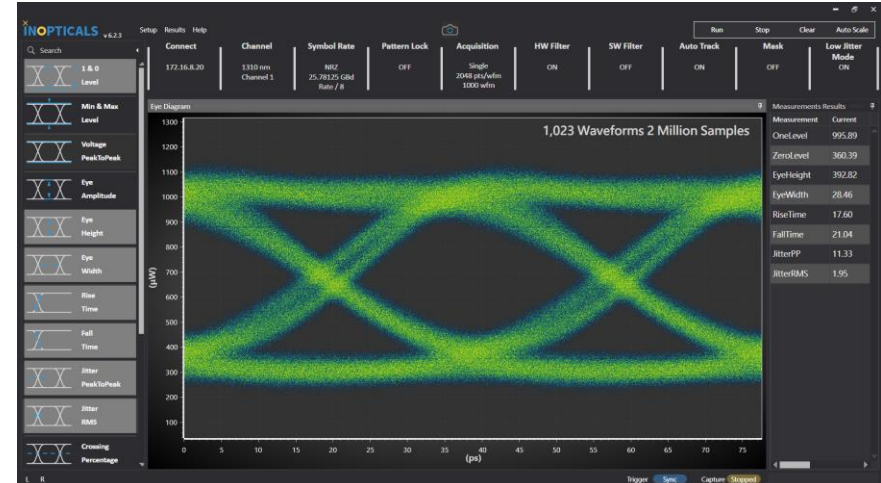 INOPTICALS v 6.2.3
Setup Results Help
Run Stop Clear Auto Scale
Search
Connect Channel Symbol Rate Pattern Lock Acquisition HW Filter SW Filter Auto Track Mask Low Jitter Mode
172.16.8.20
1310 nm
Channel 1
NRZ
25.78125 GBd
Rate / 8
OFF
Single
2048 pts/wfm
1000 wfm
ON
OFF
ON
OFF
ON
1 & 0
Level
Min & Max
Level
Voltage
PeakToPeak
Eye
Amplitude
Eye
Height
Eye
Width
Rise
Time
Fall
Time
Jitter
PeakToPeak
Jitter
RMS
Crossing
Percentage
Eye Diagram
1,023 Waveforms 2 Million Samples
1300
1200
1100
1000
900
800
700
600
500
400
300
200
100
(µW)
0 5 10 15 20 25 30 35 40 45 50 55 60 65 70 75
(ps)
Measurements Results
Measurement Current
OneLevel 995.89
ZeroLevel 360.39
EyeHeight 392.82
EyeWidth 28.46
RiseTime 17.60
FallTime 21.04
JitterPP 11.33
JitterRMS 1.95
L R
Trigger Sync Capture Stopped